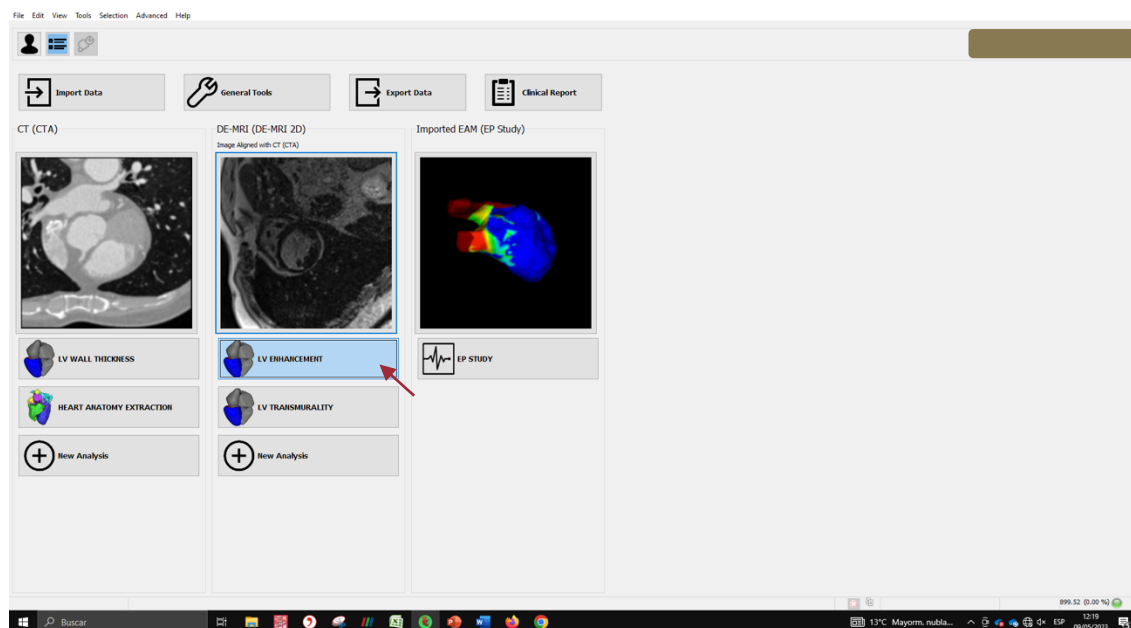 File Edit View Tools Selection Advanced Help
Import Data
General Tools
Export Data
Clinical Report
CT (CTA)
DE-MRI (DE-MRI 2D)
Imported EAM (EP Study)
Image Aligned with CT (CTA)
LV WALL THICKNESS
LV ENHANCEMENT
EP STUDY
HEART ANATOMY EXTRACTION
LV TRANSMURALITY
New Analysis
New Analysis
899.52 (0.00 %)
Buscar
13°C Mayorm. nubla...
ESP
12:19
09/05/2023